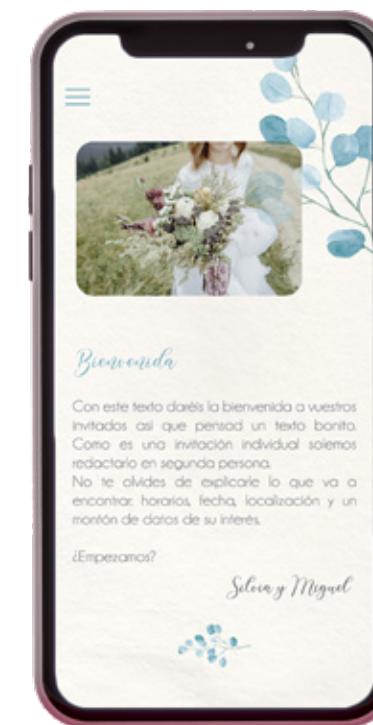 Bienvenida
Con este texto daréis la bienvenida a vuestros
invitados así que pensad un texto bonito.
Como es una invitación individual solemos
redactarlo en segunda persona.
No te olvides de explicarle lo que va a
encontrar: horarios, fecha, localización y un
montón de datos de su interés.
¿Empezamos?
Silvia y Miguel